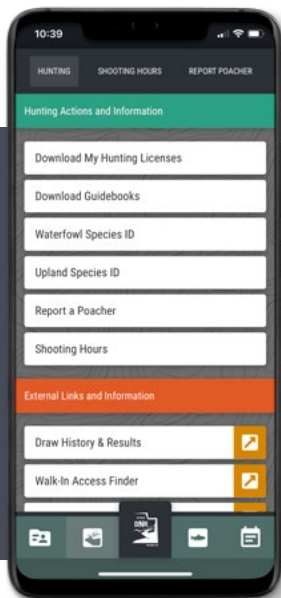 10:39
HUNTING
SHOOTING HOURS
REPORT POACHER
Hunting Actions and Information
Download My Hunting Licenses
Download Guidebooks
Waterfowl Species ID
Upland Species ID
Report a Poacher
Shooting Hours
External Links and Information
Draw History & Results
Walk-In Access Finder
DNR